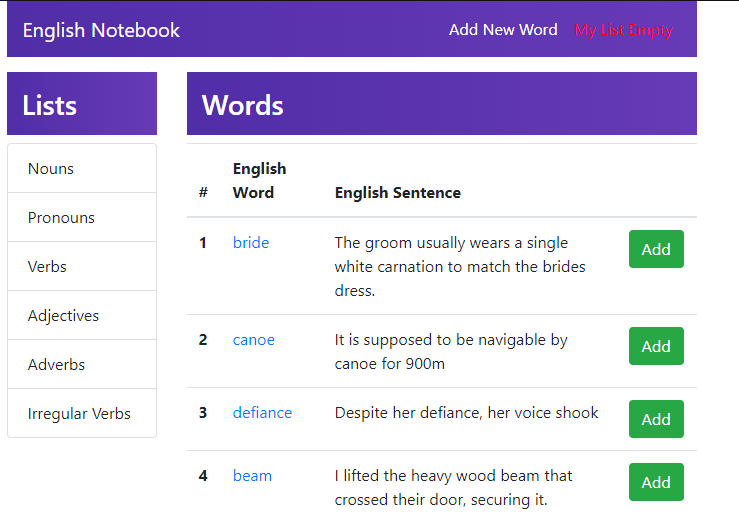 English Notebook Add New Word My List Empty
Lists
Nouns
Pronouns
Verbs
Adjectives
Adverbs
Irregular Verbs
Words
# English Word English Sentence
1 bride The groom usually wears a single
white carnation to match the brides
dress. Add
2 canoe It is supposed to be navigable by
canoe for 900m Add
3 defiance Despite her defiance, her voice shook Add
4 beam I lifted the heavy wood beam that
crossed their door, securing it. Add